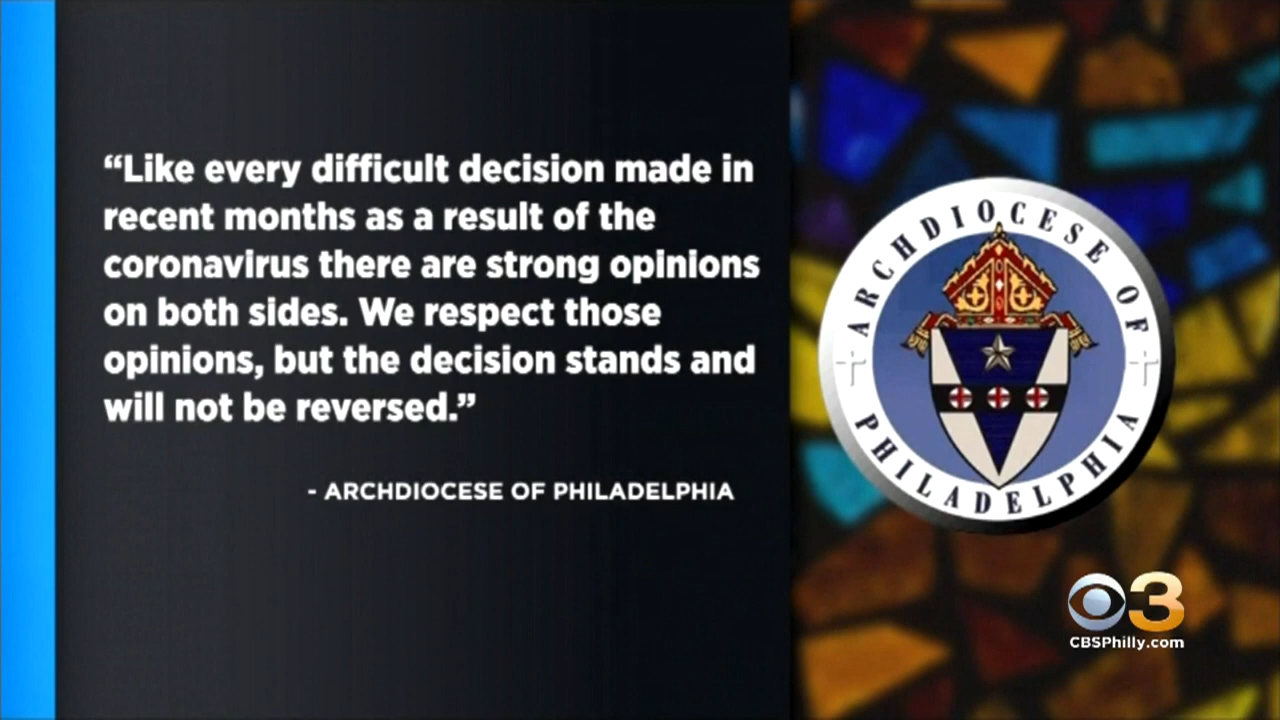 “Like every difficult decision made in
recent months as a result of the
coronavirus there are strong opinions
on both sides. We respect those
opinions, but the decision stands and
will not be reversed.”
- ARCHDIOCESE OF PHILADELPHIA
ARCHDIOCESE OF
PHILADELPHIA
3
CBSPhilly.com